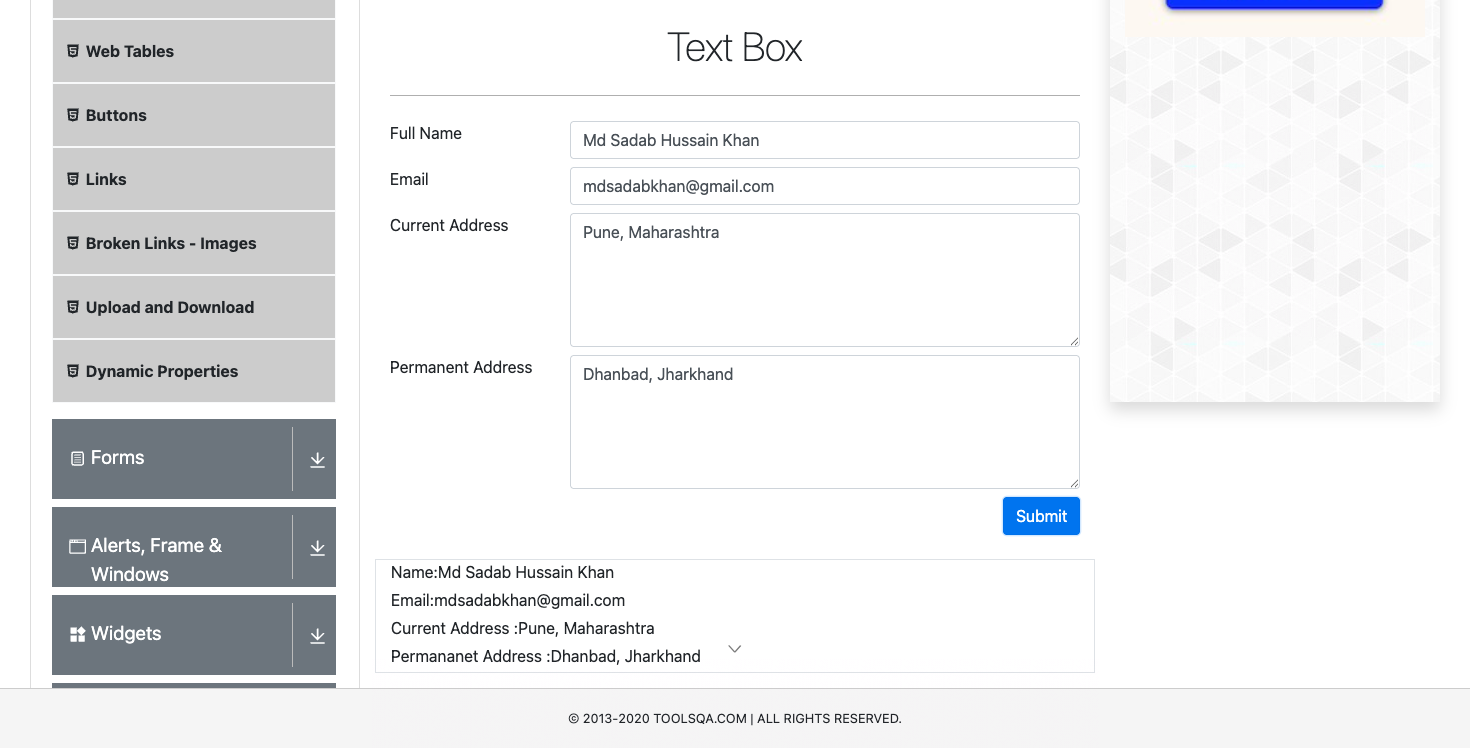 Web Tables
Buttons
Links
Broken Links - Images
Upload and Download
Dynamic Properties
Forms
Alerts, Frame &
Windows
Widgets
Text Box
Full Name
Md Sadab Hussain Khan
Email
mdsadabkhan@gmail.com
Current Address
Pune, Maharashtra
Permanent Address
Dhanbad, Jharkhand
Submit
Name:Md Sadab Hussain Khan
Email:mdsadabkhan@gmail.com
Current Address :Pune, Maharashtra
Permananet Address :Dhanbad, Jharkhand
© 2013-2020 TOOLSQA.COM | ALL RIGHTS RESERVED.